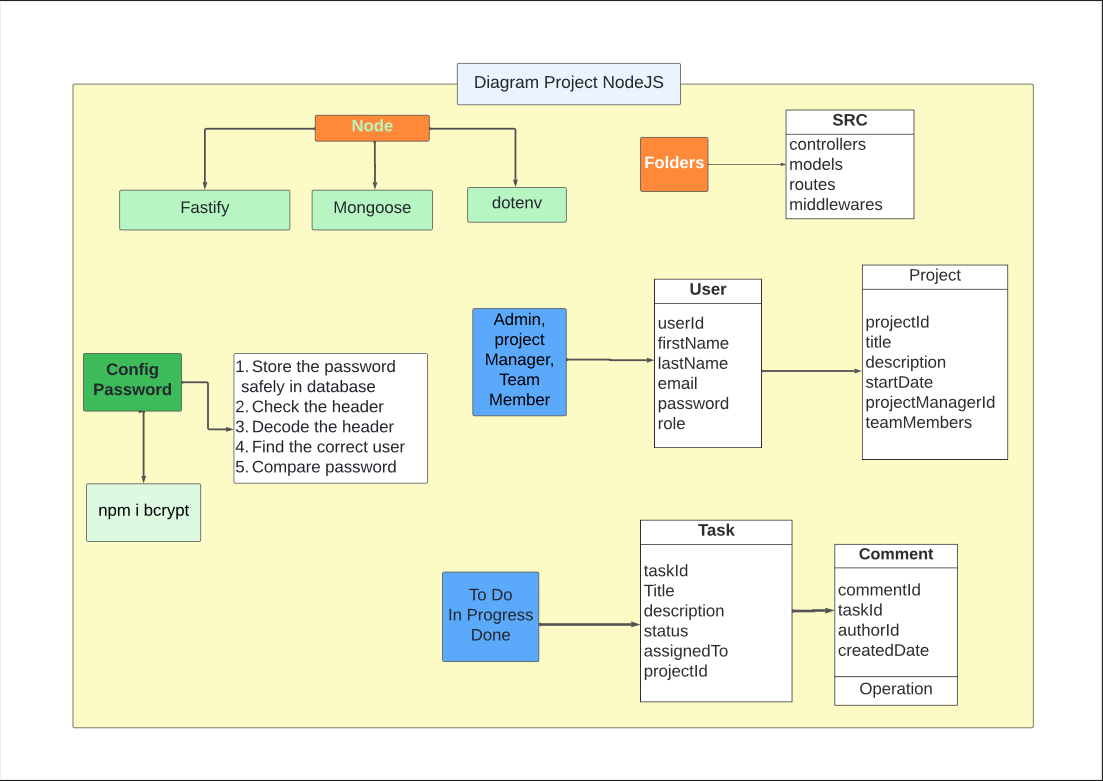 Diagram Project NodeJS
Node
Fastify
Mongoose
dotenv
Folders
SRC
controllers
models
routes
middlewares
Admin,
project
Manager,
Team
Member
User
userId
firstName
lastName
email
password
role
Project
projectId
title
description
startDate
projectManagerId
teamMembers
Config
Password
1. Store the password
safely in database
2. Check the header
3. Decode the header
4. Find the correct user
5. Compare password
npm i bcrypt
To Do
In Progress
Done
Task
taskId
Title
description
status
assignedTo
projectId
Comment
commentId
taskId
authorId
createdDate
Operation